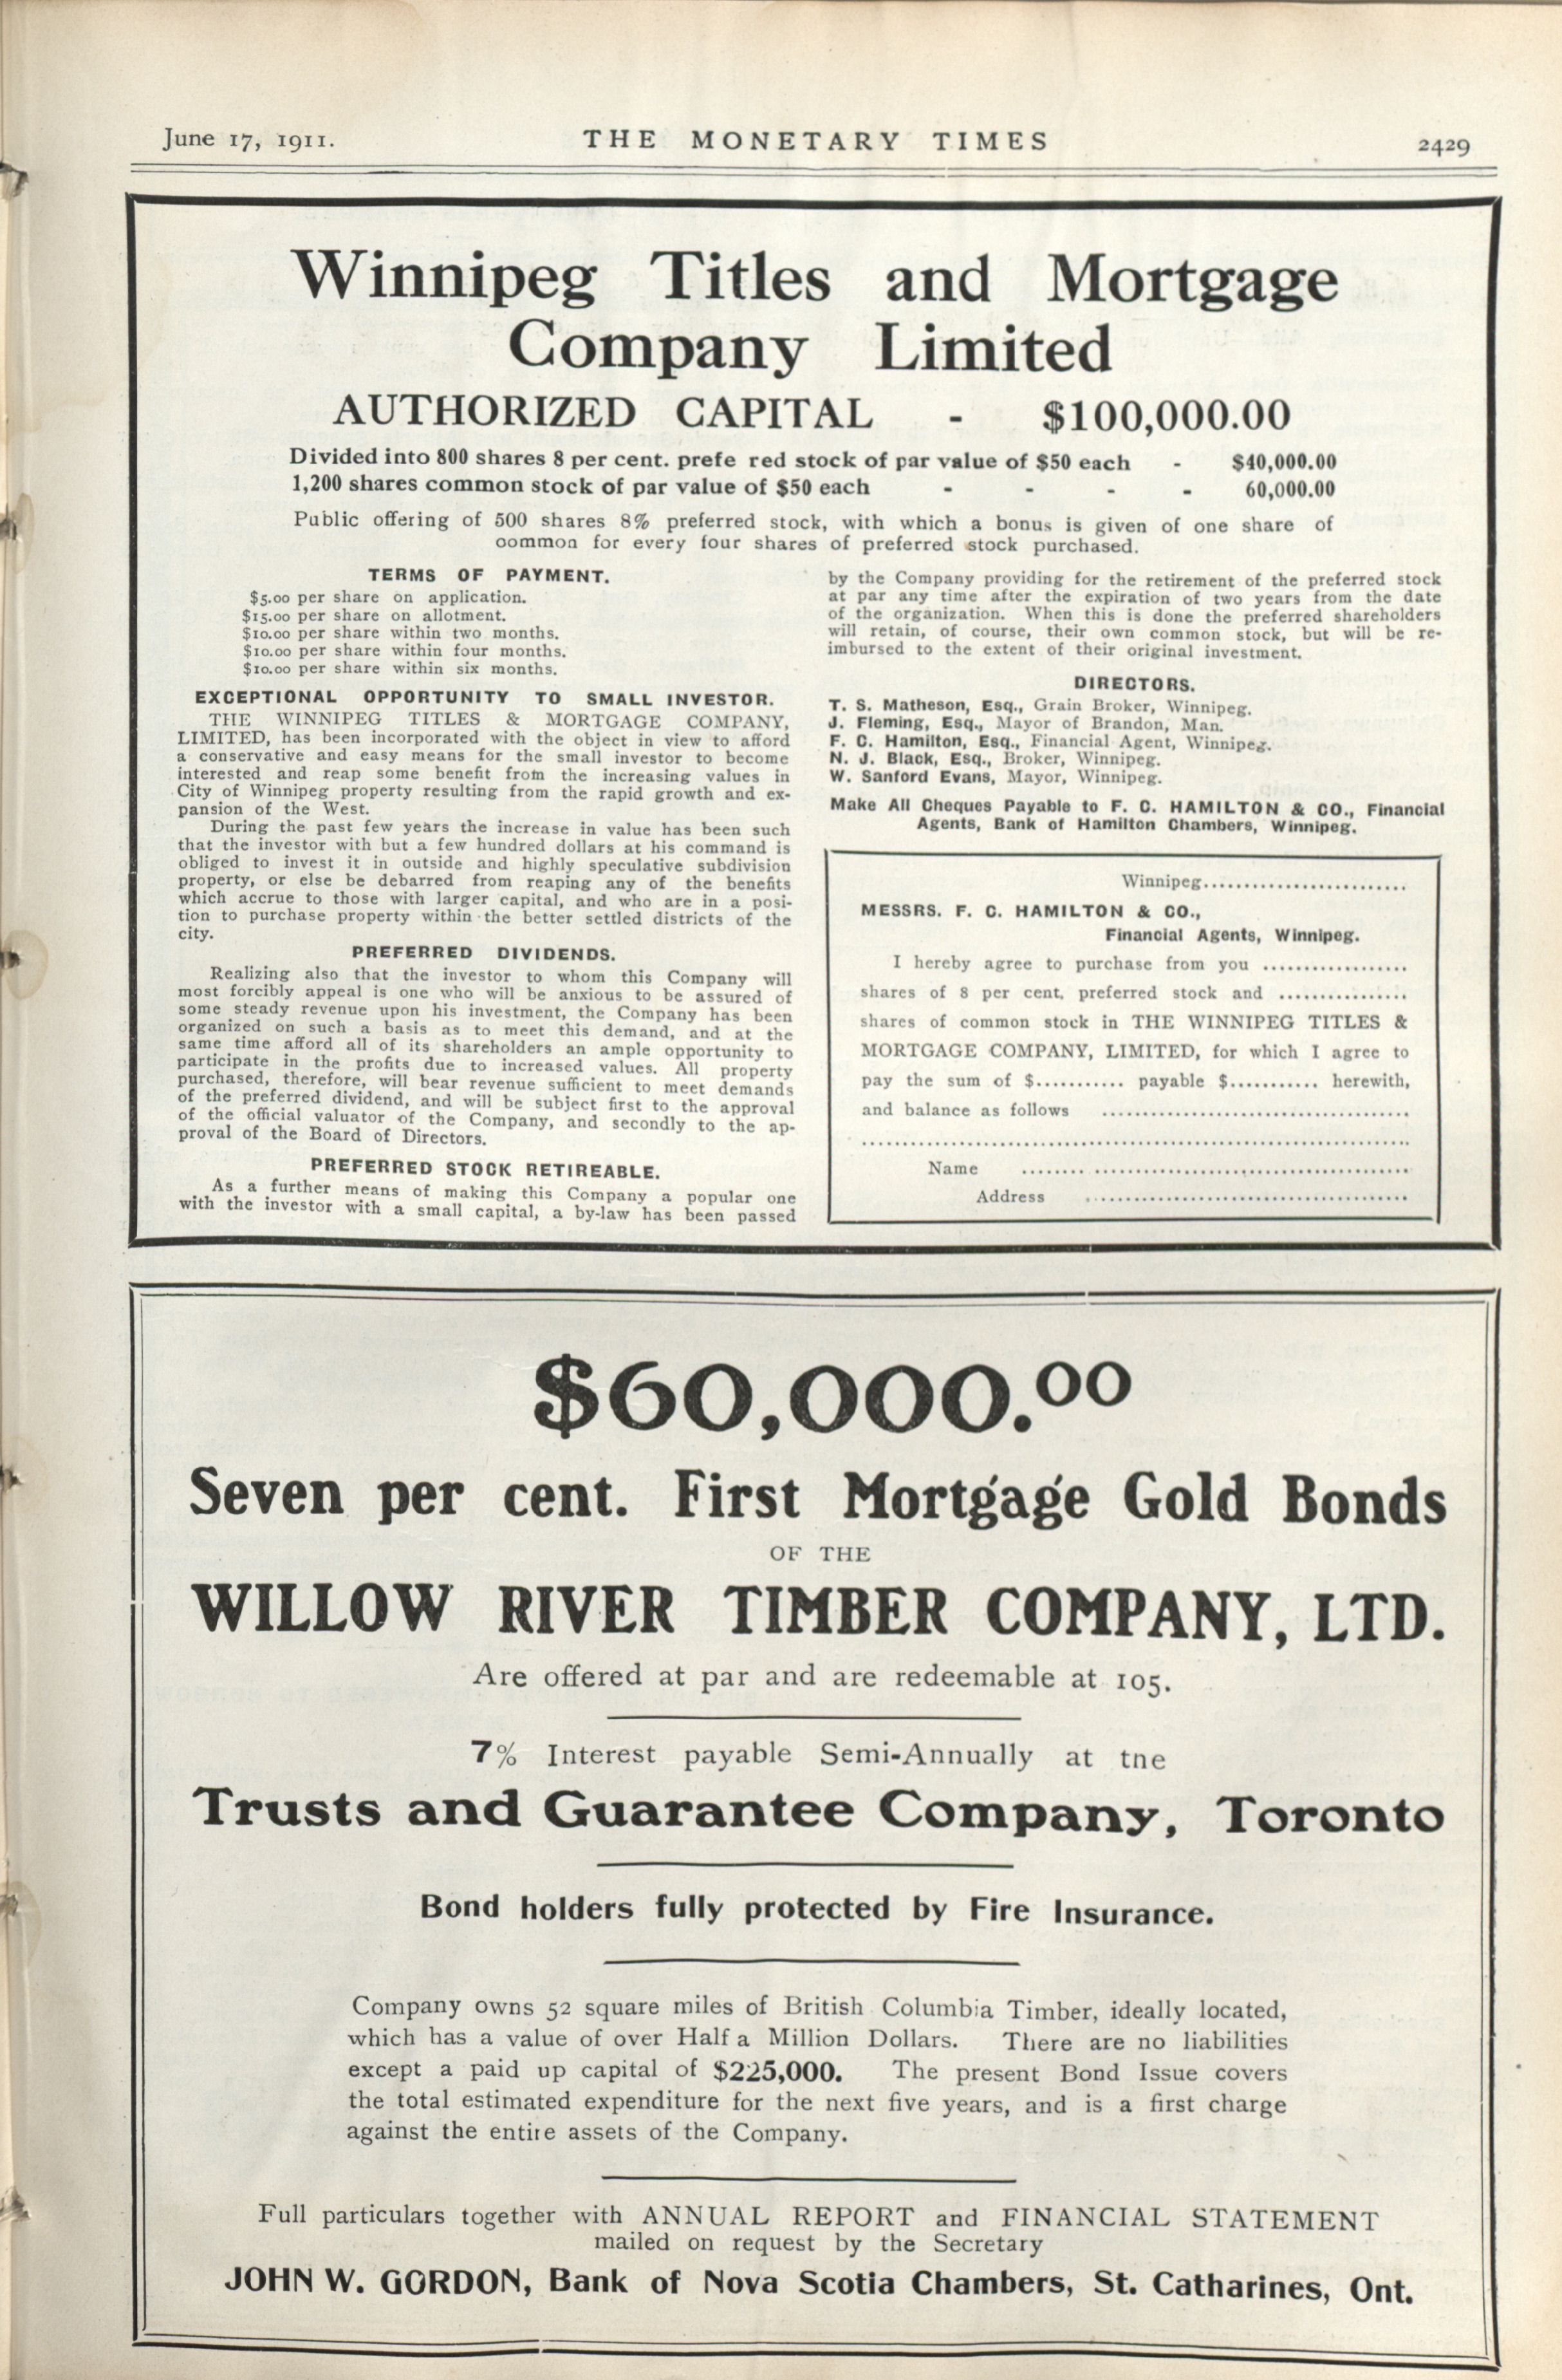 June 17, 1911.
THE MONETARY TIMES
2429
Winnipeg Titles and Mortgage
Company Limited
AUTHORIZED CAPITAL - $100,000.00
Divided into 800 shares 8 per cent. prefe red stock of par value of $50 each - $40,000.00
1,200 shares common stock of par value of $50 each - - - - 60,000.00
Public offering of 500 shares 8% preferred stock, with which a bonus is given of one share of
common for every four shares of preferred stock purchased.
TERMS OF PAYMENT.
$5.00 per share on application.
$15.00 per share on allotment.
$10.00 per share within two months.
$10.00 per share within four months.
$10.00 per share within six months.
EXCEPTIONAL OPPORTUNITY TO SMALL INVESTOR.
THE WINNIPEG TITLES & MORTGAGE COMPANY,
LIMITED, has been incorporated with the object in view to afford
a conservative and easy means for the small investor to become
interested and reap some benefit from the increasing values in
City of Winnipeg property resulting from the rapid growth and ex-
pansion of the West.
During the past few years the increase in value has been such
that the investor with but a few hundred dollars at his command is
obliged to invest it in outside and highly speculative subdivision
property, or else be debarred from reaping any of the benefits
which accrue to those with larger capital, and who are in a posi-
tion to purchase property within the better settled districts of the
city.
PREFERRED DIVIDENDS.
Realizing also that the investor to whom this Company will
most forcibly appeal is one who will be anxious to be assured of
some steady revenue upon his investment, the Company has been
organized on such a basis as to meet this demand, and at the
same time afford all of its shareholders an ample opportunity to
participate in the profits due to increased values. All property
purchased, therefore, will bear revenue sufficient to meet demands
of the preferred dividend, and will be subject first to the approval
of the official valuator of the Company, and secondly to the ap-
proval of the Board of Directors.
PREFERRED STOCK RETIREABLE.
As a further means of making this Company a popular one
with the investor with a small capital, a by-law has been passed
by the Company providing for the retirement of the preferred stock
at par any time after the expiration of two years from the date
of the organization. When this is done the preferred shareholders
will retain, of course, their own common stock, but will be re-
imbursed to the extent of their original investment.
DIRECTORS.
T. S. Matheson, Esq., Grain Broker, Winnipeg.
J. Fleming, Esq., Mayor of Brandon, Man.
F. C. Hamilton, Esq., Financial Agent, Winnipeg.
N. J. Black, Esq., Broker, Winnipeg.
W. Sanford Evans, Mayor, Winnipeg.
Make All Cheques Payable to F. C. HAMILTON & CO., Financial
Agents, Bank of Hamilton Chambers, Winnipeg.
Winnipeg..........................
MESSRS. F. C. HAMILTON & CO.,
Financial Agents, Winnipeg.
I hereby agree to purchase from you ..................
shares of 8 per cent. preferred stock and ................
shares of common stock in THE WINNIPEG TITLES &
MORTGAGE COMPANY, LIMITED, for which I agree to
pay the sum of $........... payable $........... herewith,
and balance as follows .......................................
......................................................................
Name .................................................
Address .........................................
$60,000.00
Seven per cent. First Mortgage Gold Bonds
OF THE
WILLOW RIVER TIMBER COMPANY, LTD.
Are offered at par and are redeemable at 105.
7% Interest payable Semi-Annually at tne
Trusts and Guarantee Company, Toronto
Bond holders fully protected by Fire Insurance.
Company owns 52 square miles of British Columbia Timber, ideally located,
which has a value of over Half a Million Dollars. There are no liabilities
except a paid up capital of $225,000. The present Bond Issue covers
the total estimated expenditure for the next five years, and is a first charge
against the entire assets of the Company.
Full particulars together with ANNUAL REPORT and FINANCIAL STATEMENT
mailed on request by the Secretary
JOHN W. GORDON, Bank of Nova Scotia Chambers, St. Catharines, Ont.